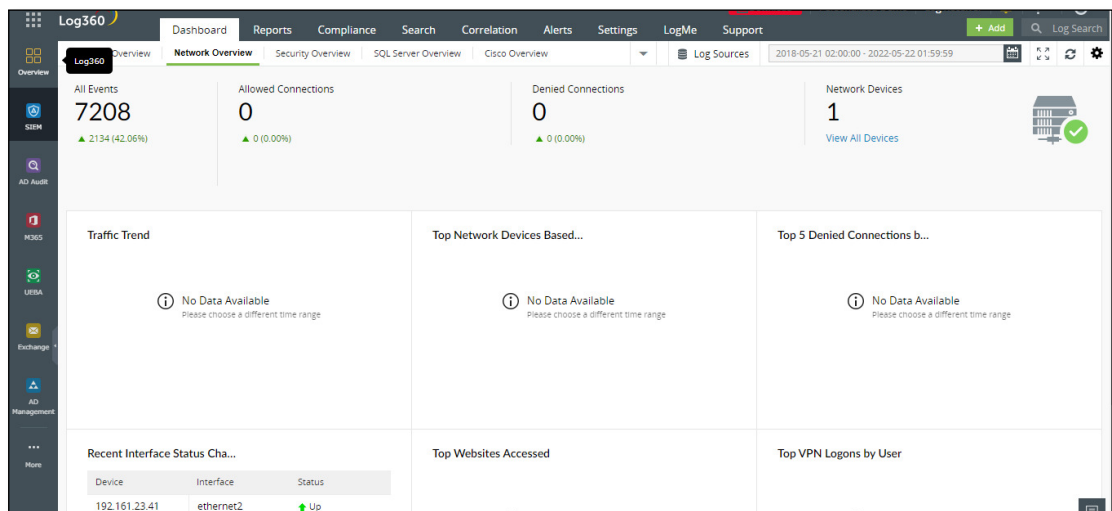 Log360
Dashboard Reports Compliance Search Correlation Alerts Settings LogMe Support
+ Add Log Search
Overview
Log360
Overview Network Overview Security Overview SQL Server Overview Cisco Overview
Log Sources 2018-05-21 02:00:00 - 2022-05-22 01:59:59
SIEM
AD Audit
M365
UEBA
Exchange
AD
Management
More
All Events Allowed Connections Denied Connections Network Devices
7208 0 0 1
▲ 2134 (42.06%) ▲ 0 (0.00%) ▲ 0 (0.00%) View All Devices
Traffic Trend Top Network Devices Based... Top 5 Denied Connections b...
No Data Available No Data Available No Data Available
Please choose a different time range Please choose a different time range Please choose a different time range
Recent Interface Status Cha... Top Websites Accessed Top VPN Logons by User
Device Interface Status
192.161.23.41 ethernet2 Up